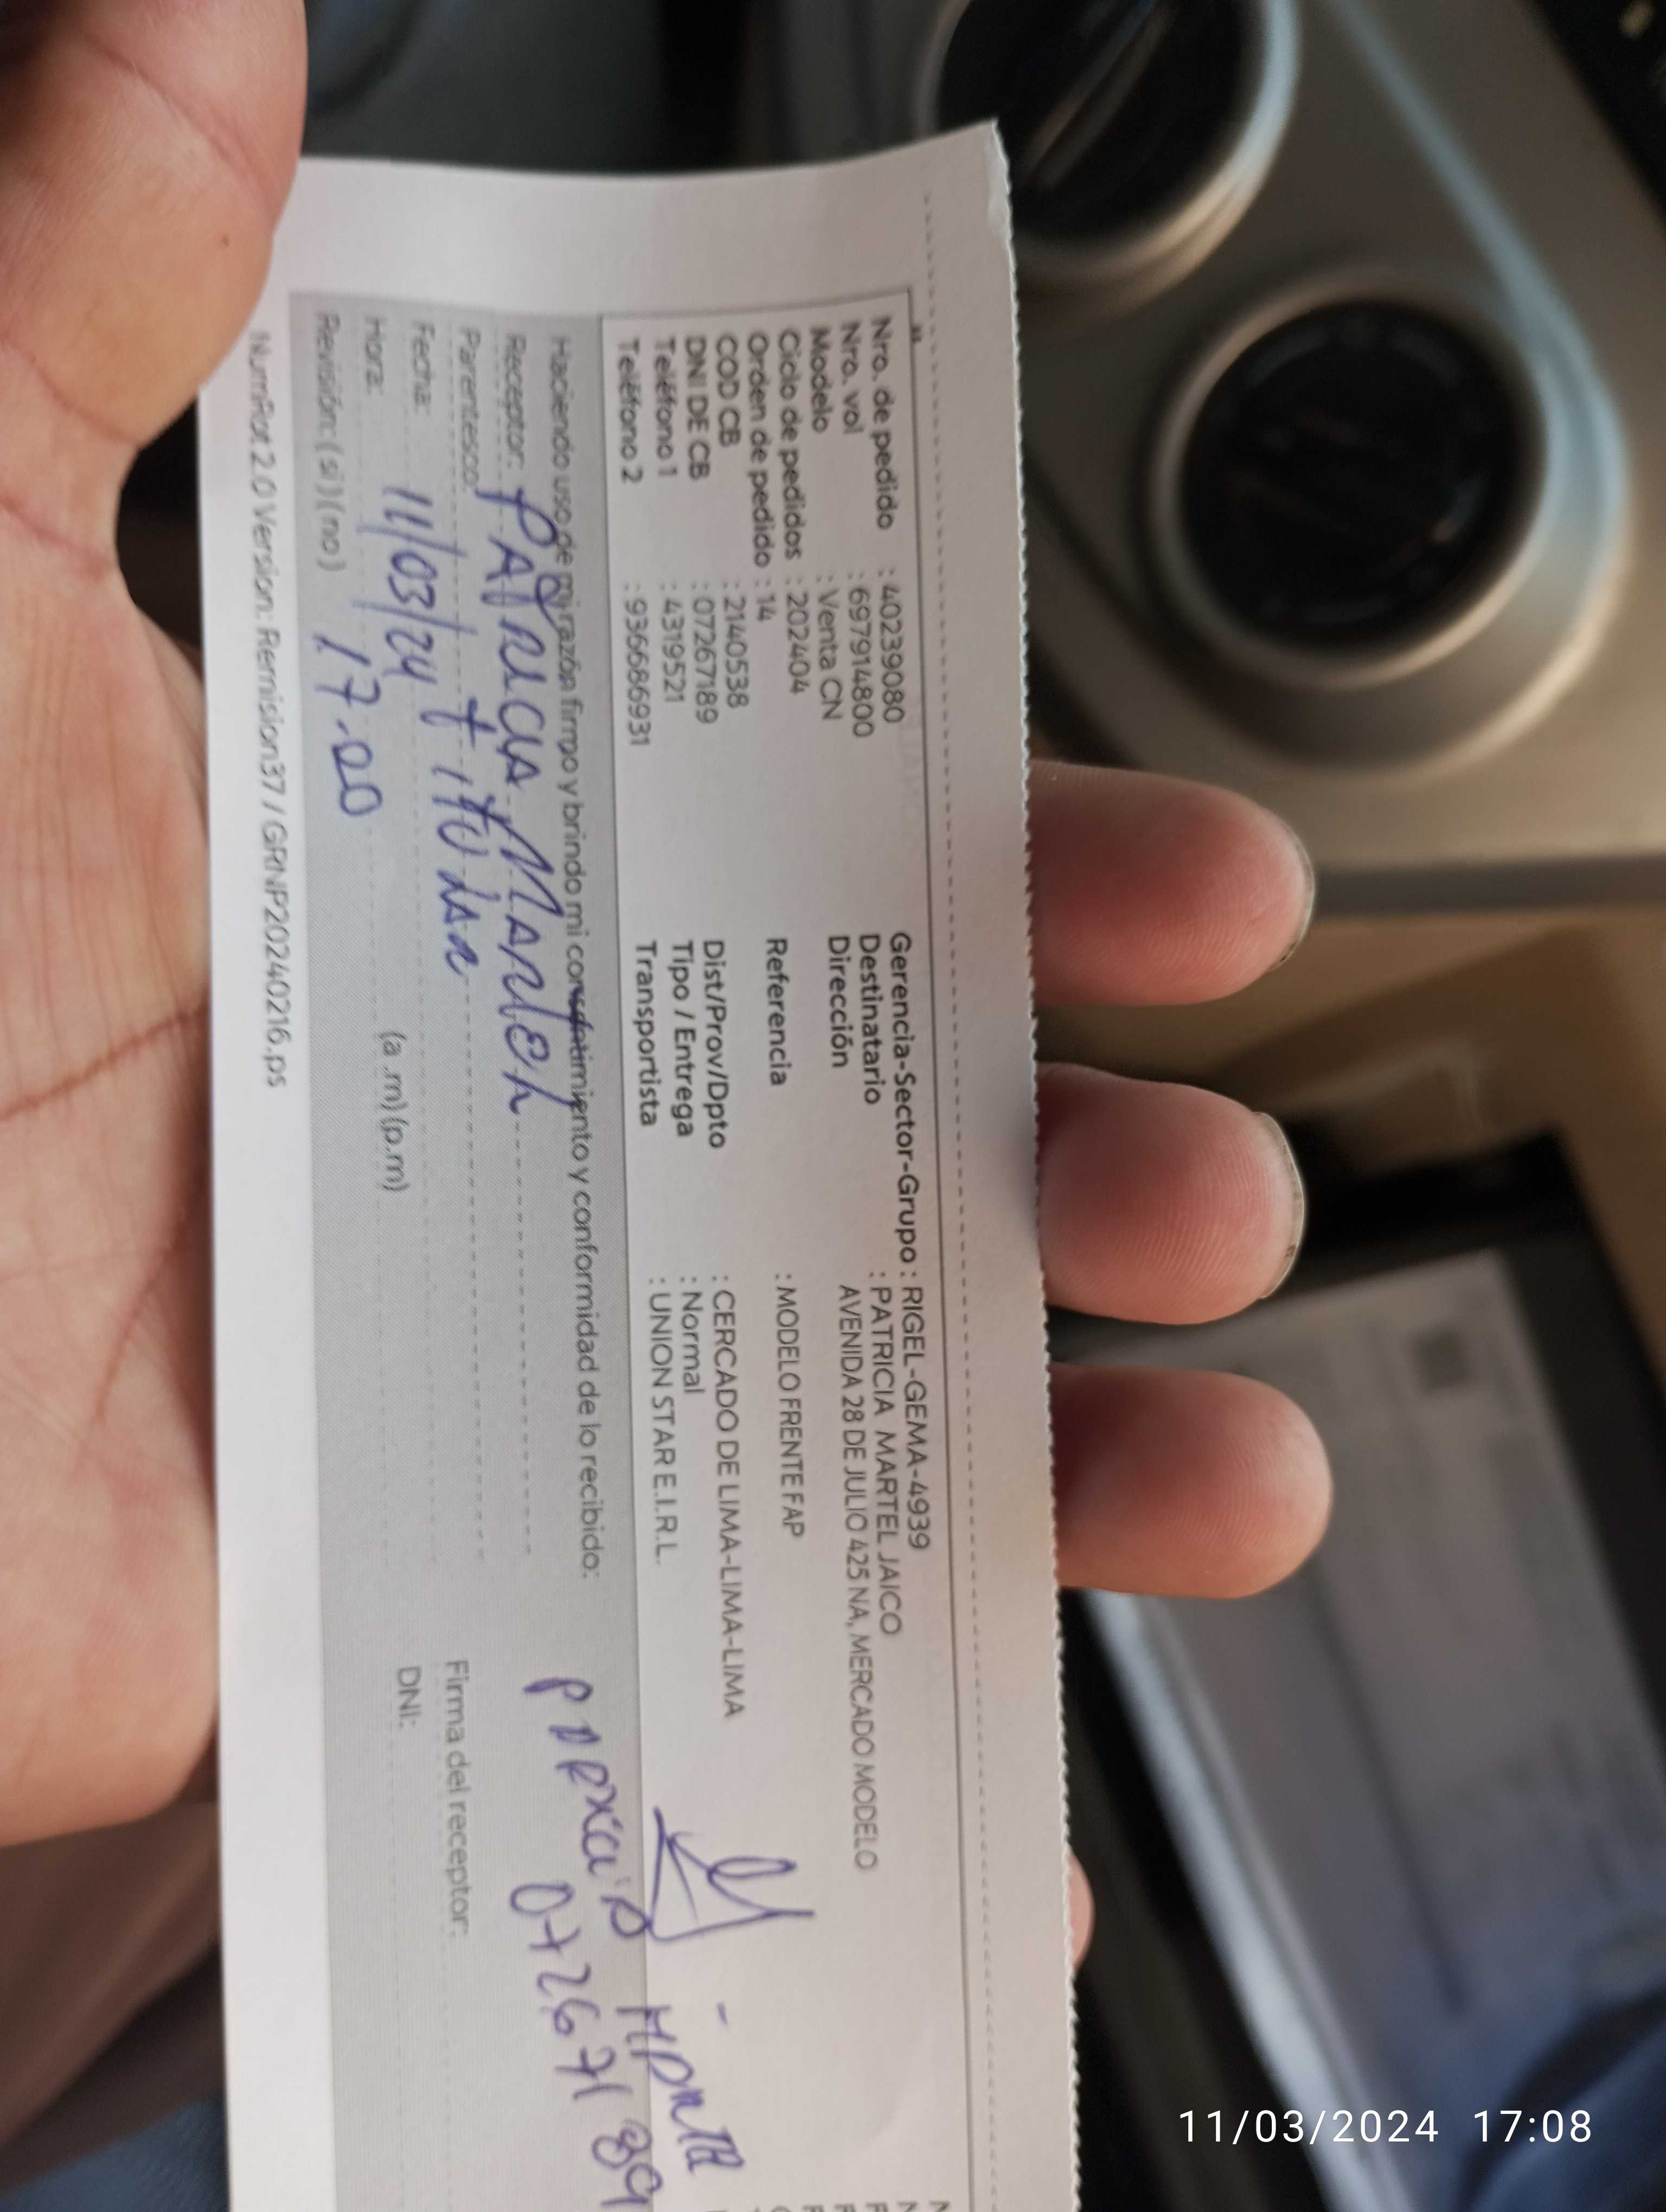 Nro. de pedido : 40239080
Nro. vol : 697914800
Modelo : Venta CN
Ciclo de pedidos : 202404
Orden de pedido : 14
COD CB : 2140538
DNI DE CB : 07267189
Teléfono 1 : 4319521
Teléfono 2 : 936686931
Gerencia-Sector-Grupo : RIGEL-GEMA-4939
Destinatario : PATRICIA MARTEL JAICO
Dirección AVENIDA 28 DE JULIO 425 NA, MERCADO MODELO
Referencia : MODELO FRENTE FAP
Dist/Prov/Dpto : CERCADO DE LIMA-LIMA-LIMA
Tipo / Entrega : Normal
Transportista : UNION STAR E.I.R.L.
Haciendo uso de mi razón firmo y brindo mi consentimiento y conformidad de lo recibido:
Receptor: Patricia Martel
Parentesco: titular
Fecha: 11/03/24
Hora: 17.00 (a .m) (p.m)
Revisión: ( si ) ( no )
Firma del receptor:
DNI: 07267189
NumRot 2.0 Version: Remision37 / GRNP20240216.ps
11/03/2024 17:08